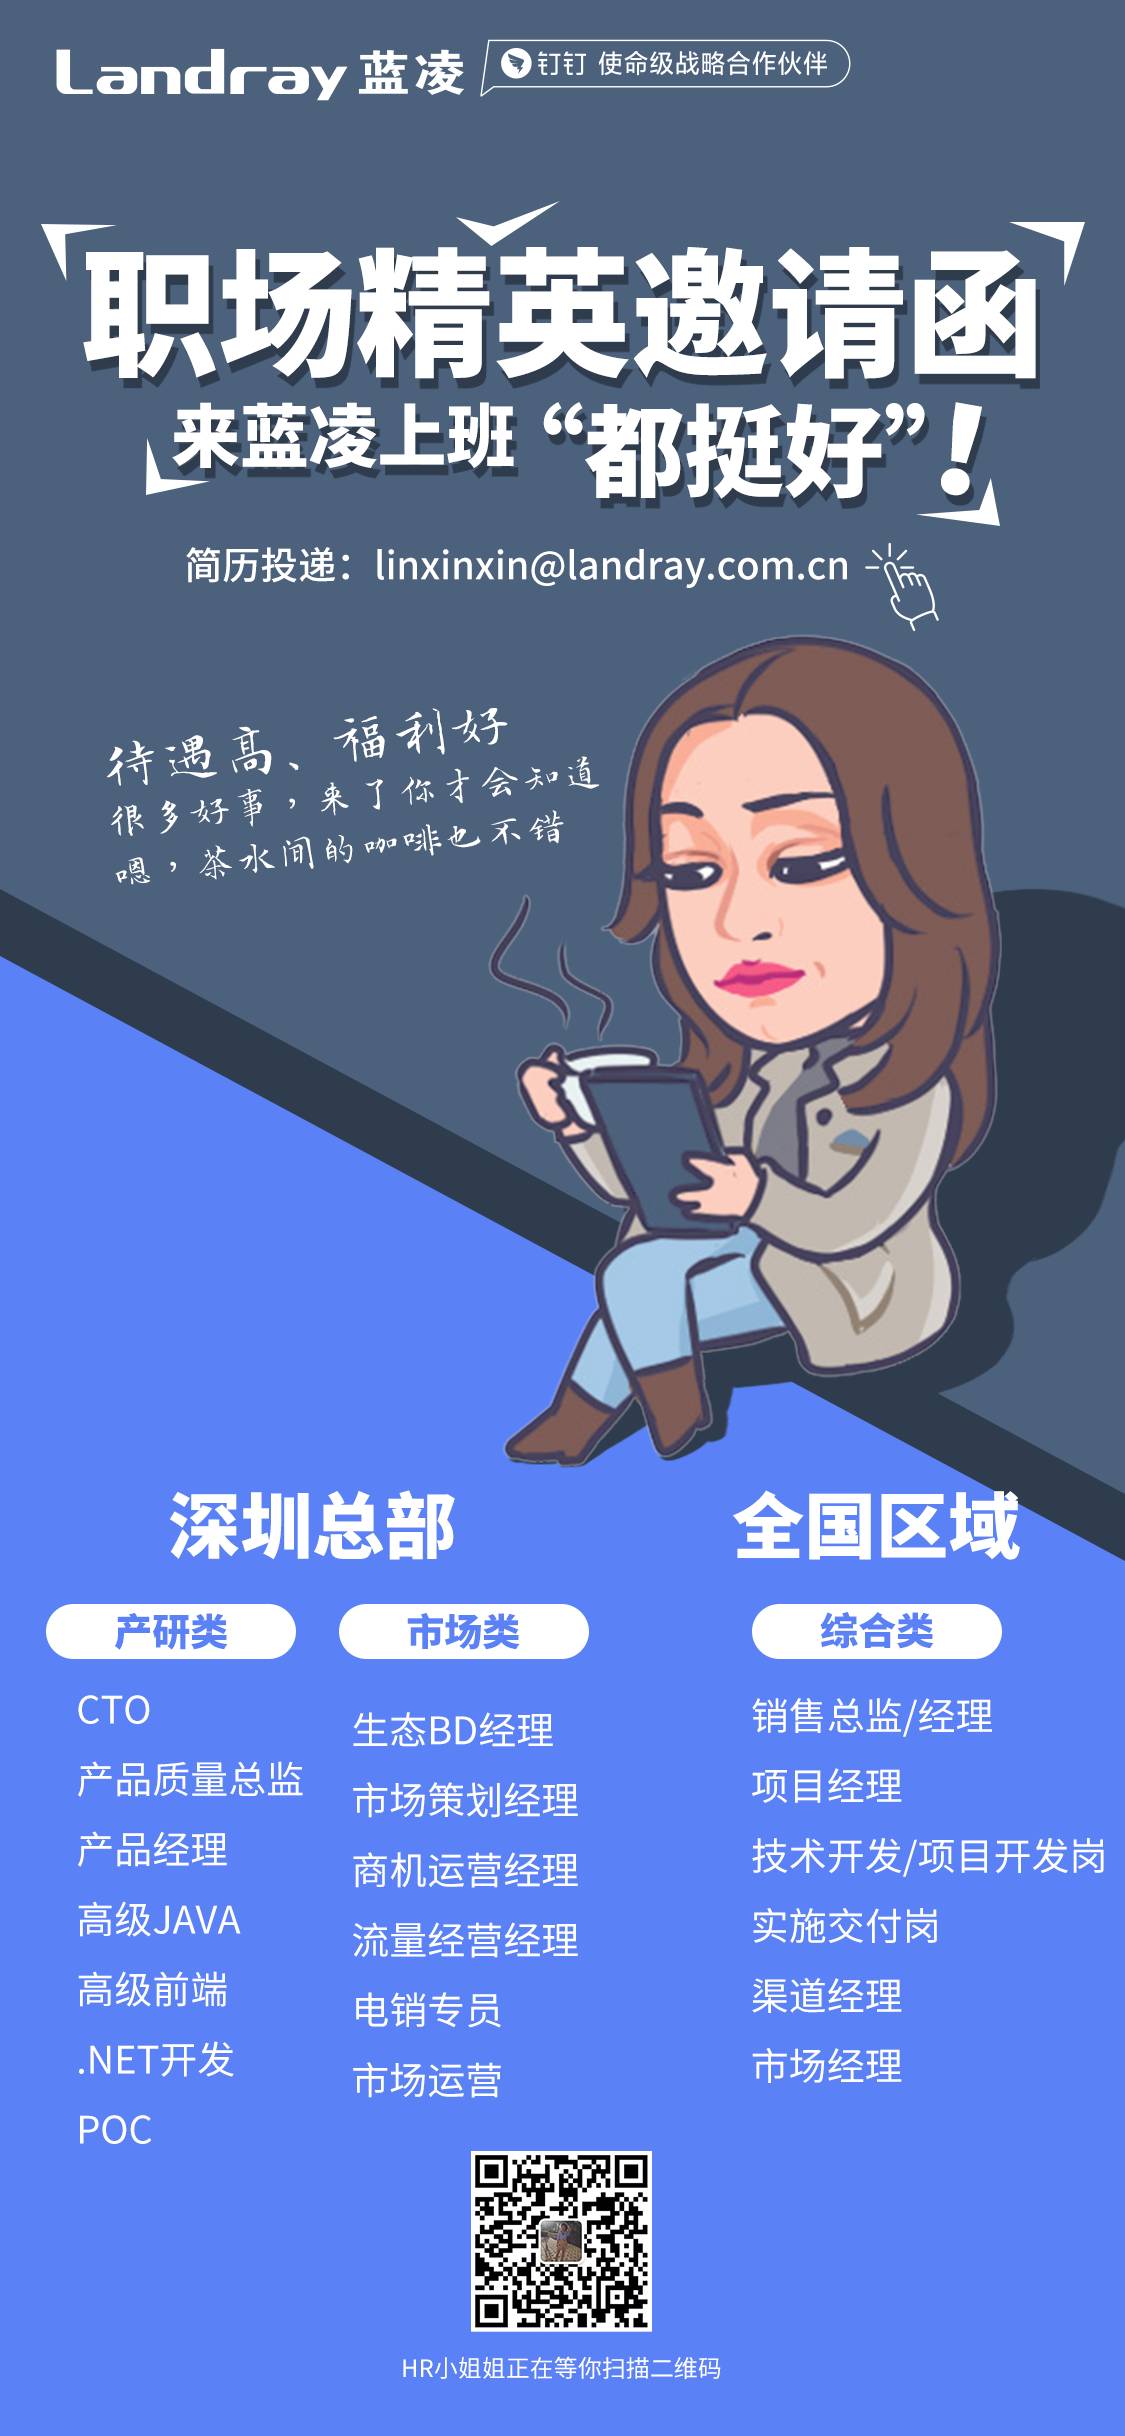 Landray 蓝凌 钉钉 使命级战略合作伙伴
职场精英邀请函
来蓝凌上班“都挺好”！
简历投递：linxinxin@landray.com.cn
待遇高、福利好
很多好事，来了你才会知道
嗯，茶水间的咖啡也不错
深圳总部
产研类
CTO
产品质量总监
产品经理
高级JAVA
高级前端
.NET开发
POC
市场类
生态BD经理
市场策划经理
商机运营经理
流量经营经理
电销专员
市场运营
全国区域
综合类
销售总监/经理
项目经理
技术开发/项目开发岗
实施交付岗
渠道经理
市场经理
HR小姐姐正在等你扫描二维码